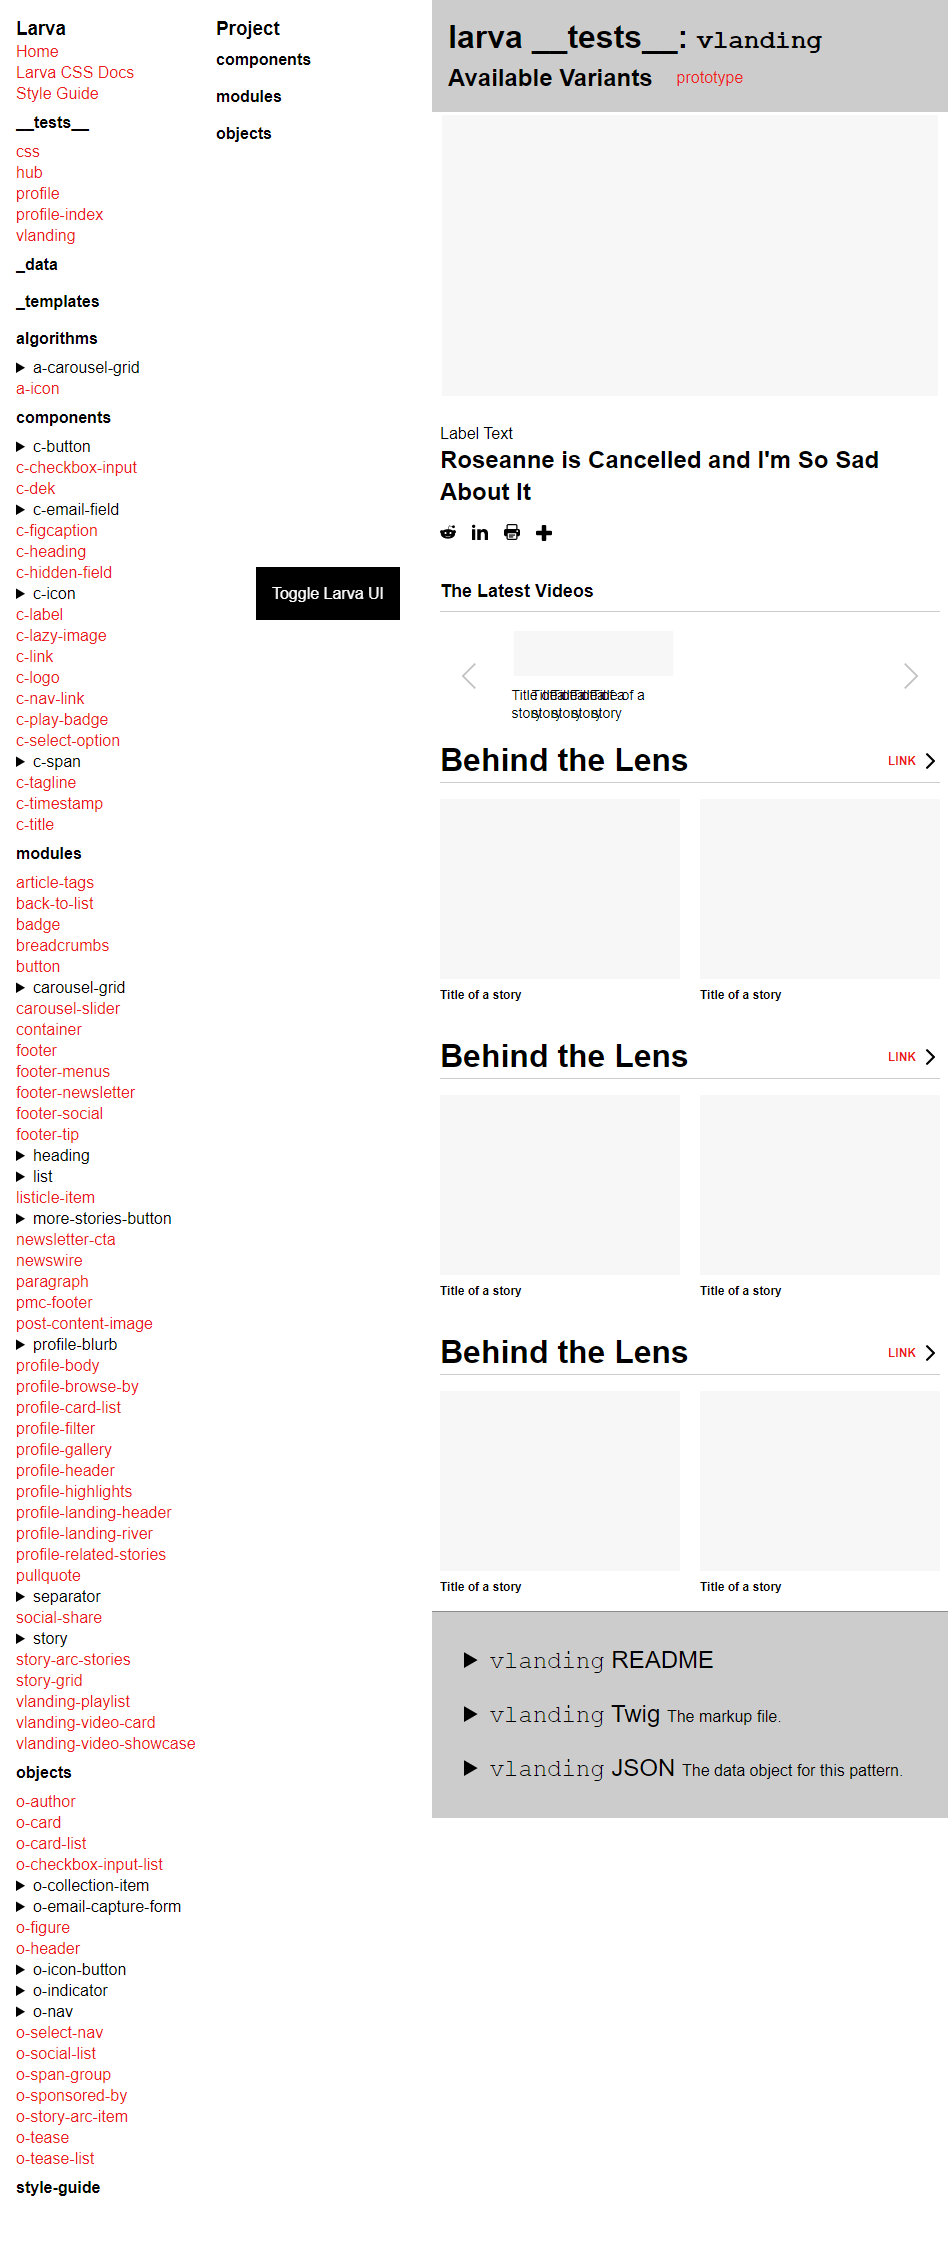 Larva
Home
Larva CSS Docs
Style Guide
__tests__
css
hub
profile
profile-index
vlanding
_data
_templates
algorithms
a-carousel-grid
a-icon
components
c-button
c-checkbox-input
c-dek
c-email-field
c-figcaption
c-heading
c-hidden-field
c-icon
c-label
c-lazy-image
c-link
c-logo
c-nav-link
c-play-badge
c-select-option
c-span
c-tagline
c-timestamp
c-title
modules
article-tags
back-to-list
badge
breadcrumbs
button
carousel-grid
carousel-slider
container
footer
footer-menus
footer-newsletter
footer-social
footer-tip
heading
list
listicle-item
more-stories-button
newsletter-cta
newswire
paragraph
pmc-footer
post-content-image
profile-blurb
profile-body
profile-browse-by
profile-card-list
profile-filter
profile-gallery
profile-header
profile-highlights
profile-landing-header
profile-landing-river
profile-related-stories
pullquote
separator
social-share
story
story-arc-stories
story-grid
vlanding-playlist
vlanding-video-card
vlanding-video-showcase
objects
o-author
o-card
o-card-list
o-checkbox-input-list
o-collection-item
o-email-capture-form
o-figure
o-header
o-icon-button
o-indicator
o-nav
o-select-nav
o-social-list
o-span-group
o-sponsored-by
o-story-arc-item
o-tease
o-tease-list
style-guide
Project
components
modules
objects
Toggle Larva UI
larva __tests__: vlanding
Available Variants prototype
Label Text
Roseanne is Cancelled and I'm So Sad
About It
The Latest Videos
Behind the Lens LINK
Title of a story Title of a story
Behind the Lens LINK
Title of a story Title of a story
Behind the Lens LINK
Title of a story Title of a story
vlanding README
vlanding Twig The markup file.
vlanding JSON The data object for this pattern.